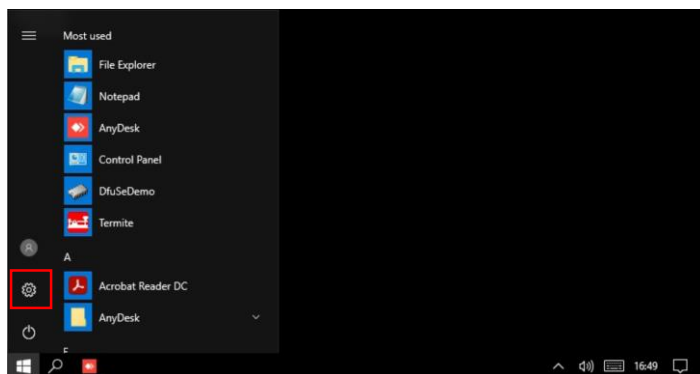 Most used
File Explorer
Notepad
AnyDesk
Control Panel
DfuSeDemo
Termite
A
Acrobat Reader DC
AnyDesk
16:49